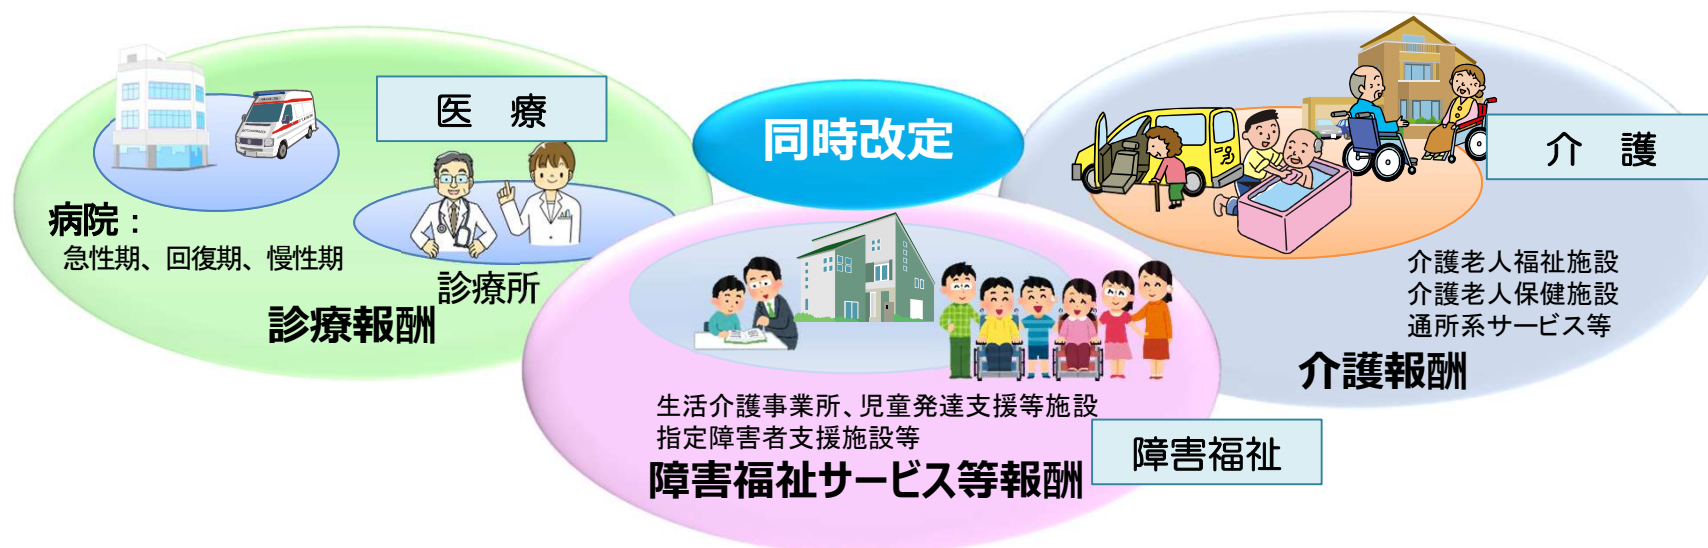 医 療
病院：
急性期、回復期、慢性期
診療所
診療報酬
同時改定
生活介護事業所、児童発達支援等施設
指定障害者支援施設等
障害福祉サービス等報酬
障害福祉
介 護
介護老人福祉施設
介護老人保健施設
通所系サービス等
介護報酬